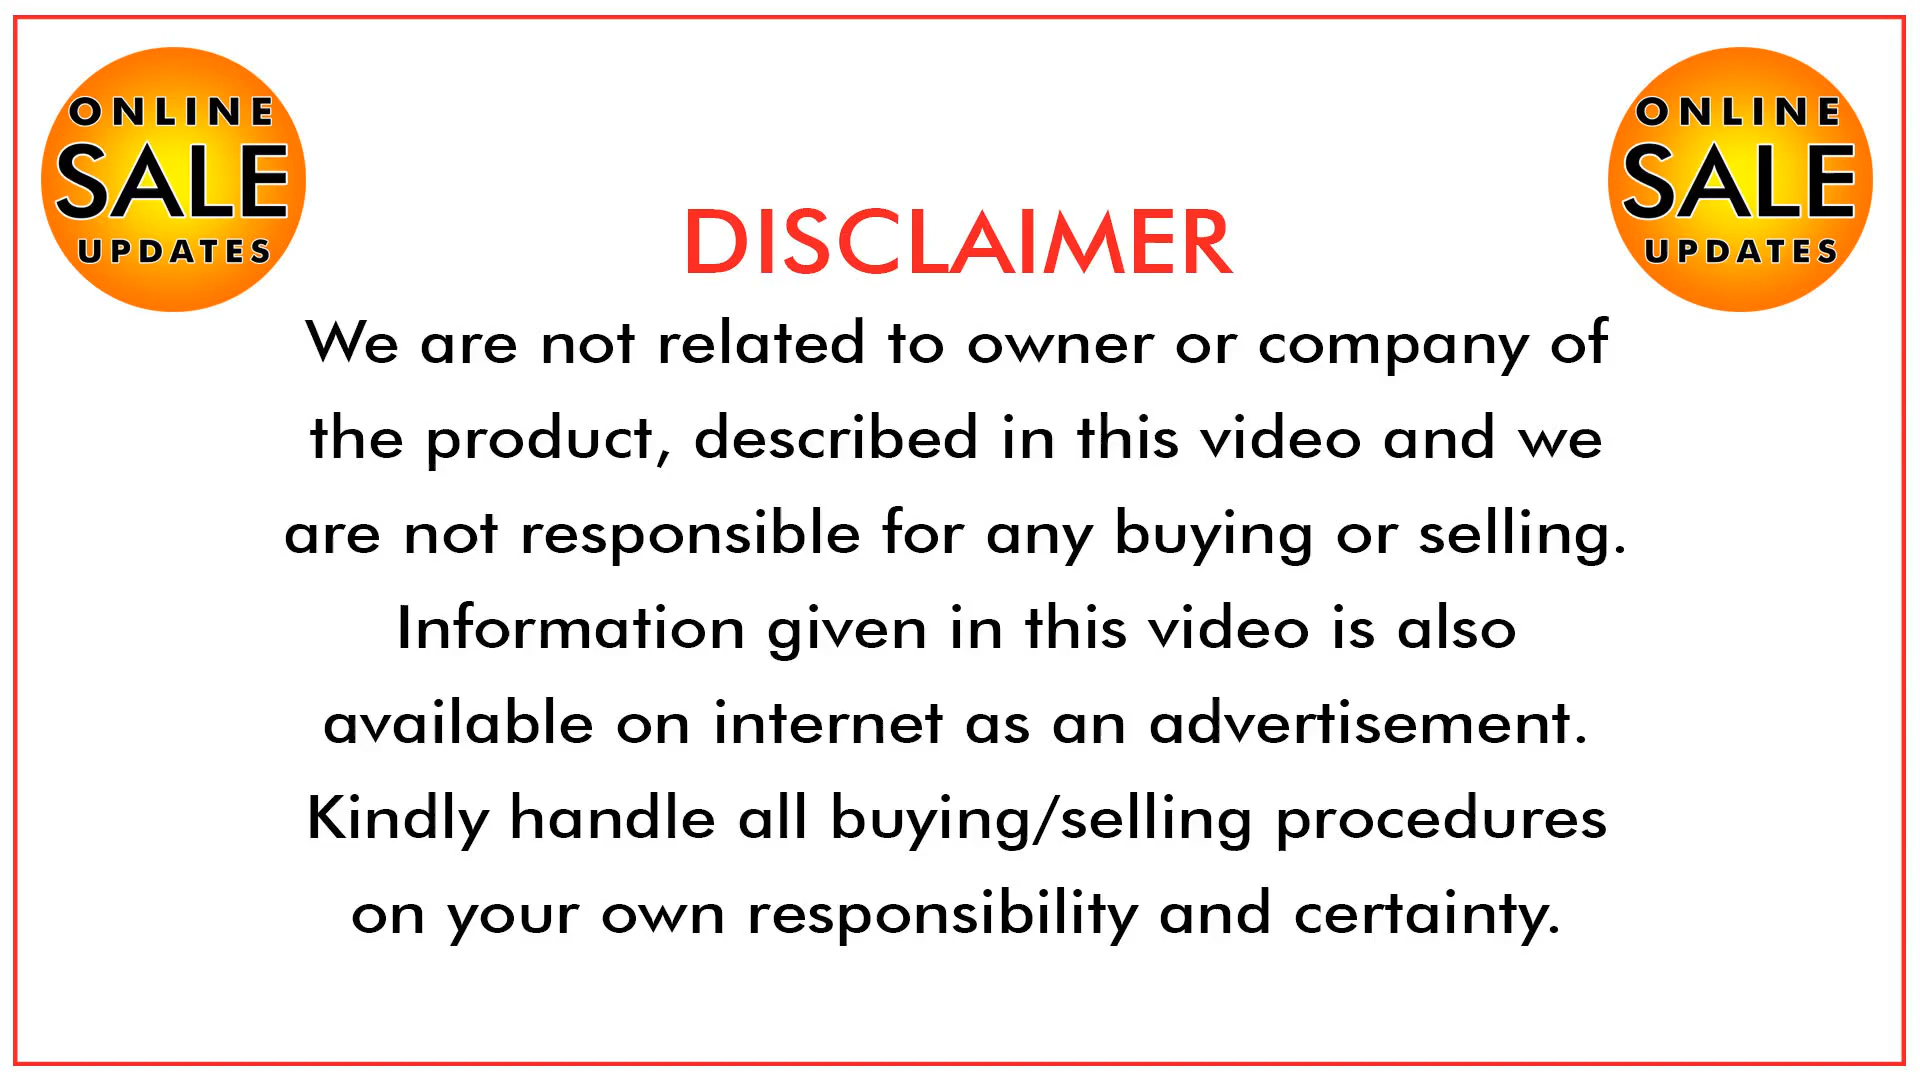 ONLINE
SALE
UPDATES
ONLINE
SALE
UPDATES
DISCLAIMER
We are not related to owner or company of
the product, described in this video and we
are not responsible for any buying or selling.
Information given in this video is also
available on internet as an advertisement.
Kindly handle all buying/selling procedures
on your own responsibility and certainty.